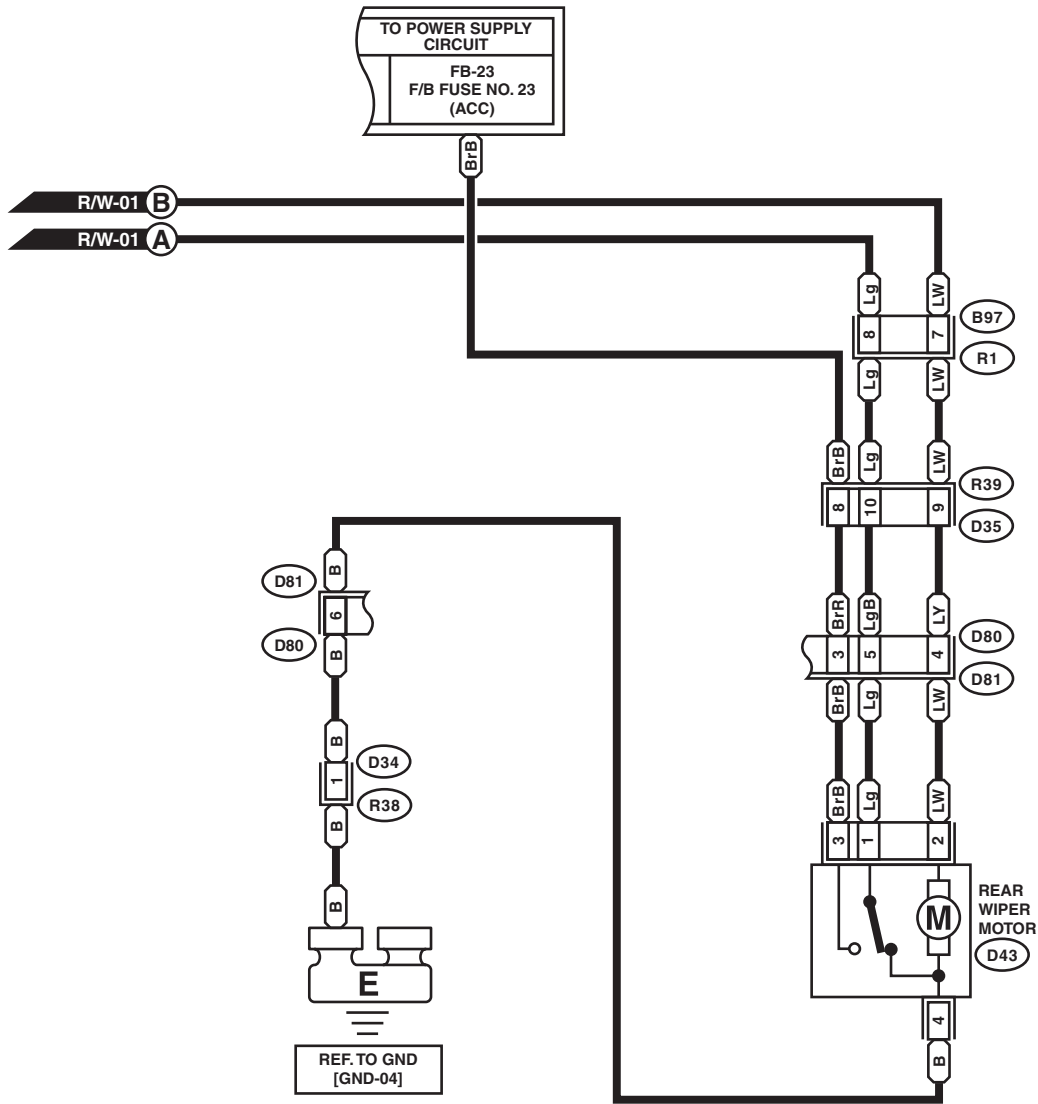 TO POWER SUPPLY
CIRCUIT
FB-23
F/B FUSE NO. 23
(ACC)
BrB
R/W-01 B
R/W-01 A
Lg LW
8 7
B97
R1
Lg LW
BrB Lg LW
R39
8 10 9
D35
B
D81
6
D80
B
BrR LgB LY
D80
3 5 4
D81
BrB Lg LW
B
D34
1
R38
B
BrB Lg LW
3 1 2
B
M
REAR
WIPER
MOTOR
D43
E
4
B
REF. TO GND
[GND-04]